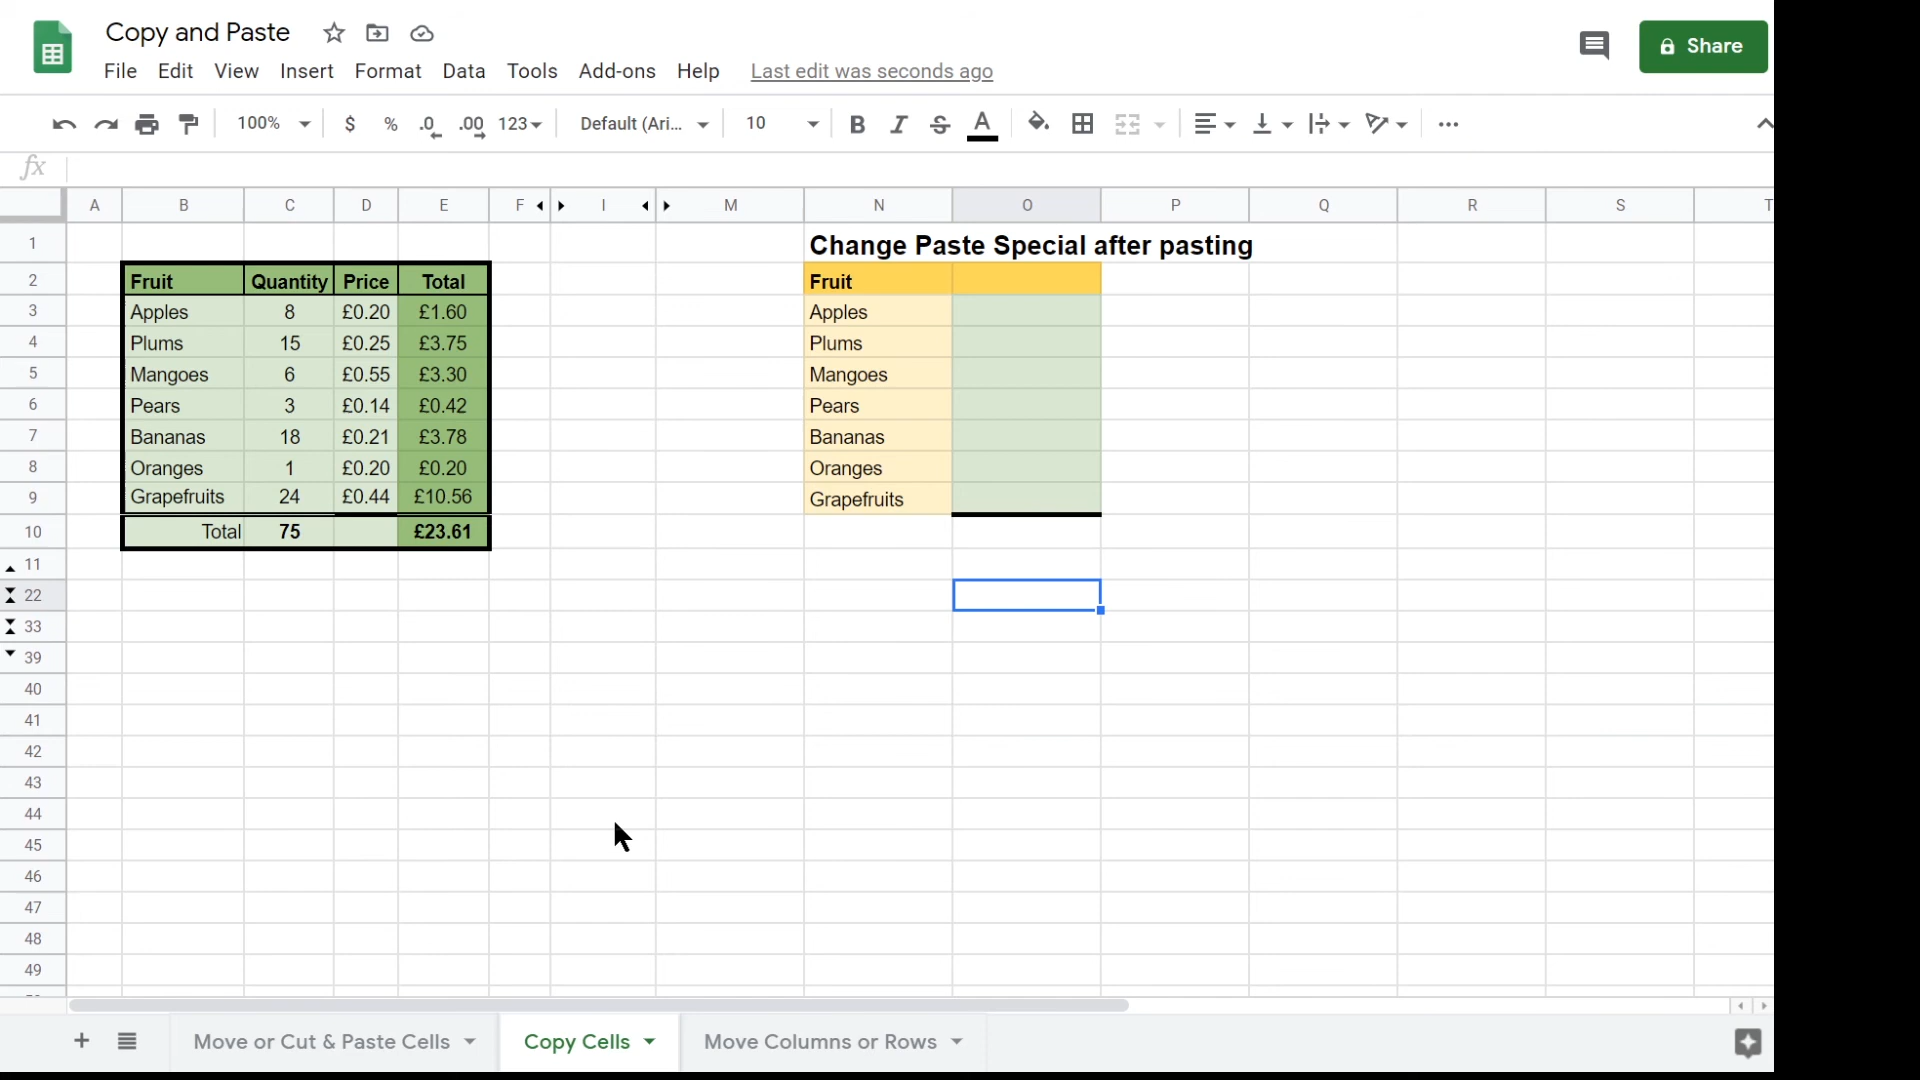 Copy and Paste
File Edit View Insert Format Data Tools Add-ons Help Last edit was seconds ago
Share
100% $ % .0 .00 123 Default (Ari... 10 B I S A
fx
A B C D E F I M N O P Q R S T
1 Change Paste Special after pasting
2 Fruit Quantity Price Total Fruit
3 Apples 8 £0.20 £1.60 Apples
4 Plums 15 £0.25 £3.75 Plums
5 Mangoes 6 £0.55 £3.30 Mangoes
6 Pears 3 £0.14 £0.42 Pears
7 Bananas 18 £0.21 £3.78 Bananas
8 Oranges 1 £0.20 £0.20 Oranges
9 Grapefruits 24 £0.44 £10.56 Grapefruits
10 Total 75 £23.61
11
22
33
39
40
41
42
43
44
45
46
47
48
49
Move or Cut & Paste Cells Copy Cells Move Columns or Rows